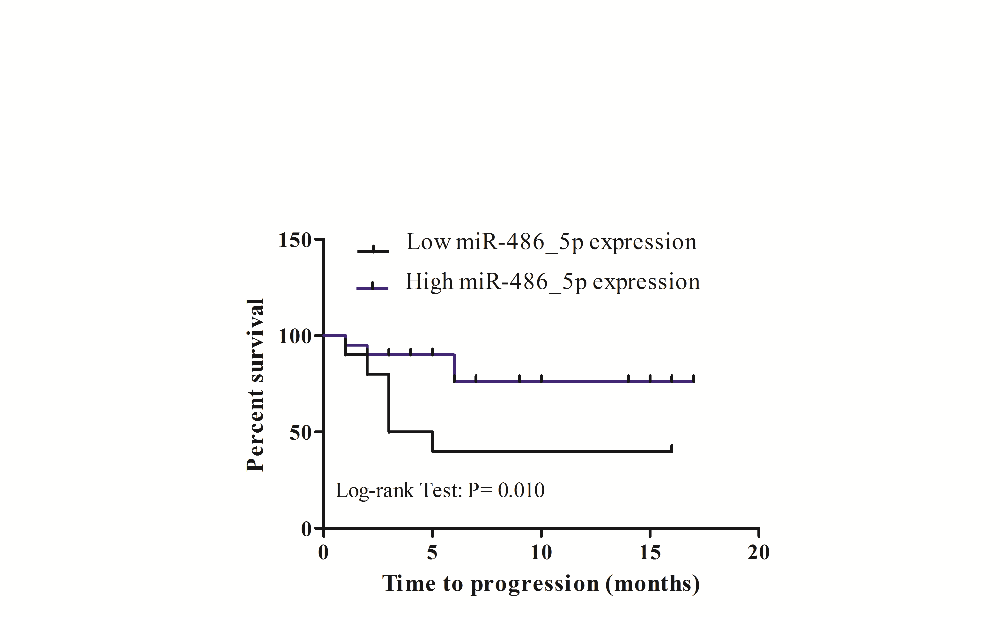 150
Low miR-486_5p expression
High miR-486_5p expression
100
50
0
Percent survival
Log-rank Test: P= 0.010
0 5 10 15 20
Time to progression (months)